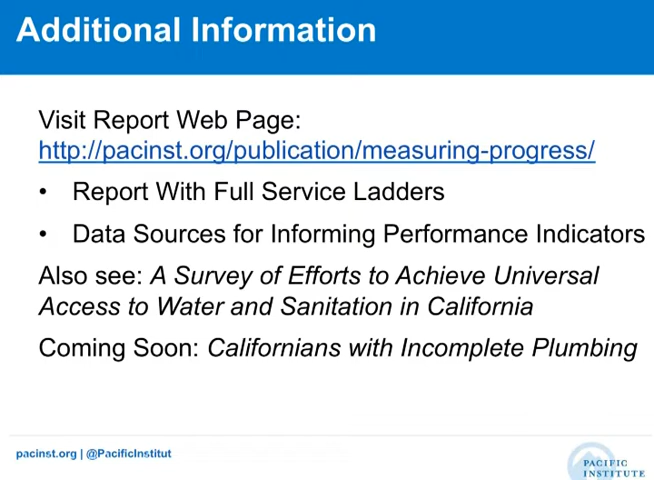 Additional Information
Visit Report Web Page:
http://pacinst.org/publication/measuring-progress/
• Report With Full Service Ladders
• Data Sources for Informing Performance Indicators
Also see: A Survey of Efforts to Achieve Universal
Access to Water and Sanitation in California
Coming Soon: Californians with Incomplete Plumbing
pacinst.org | @PacificInstitut
PACIFIC
INSTITUTE